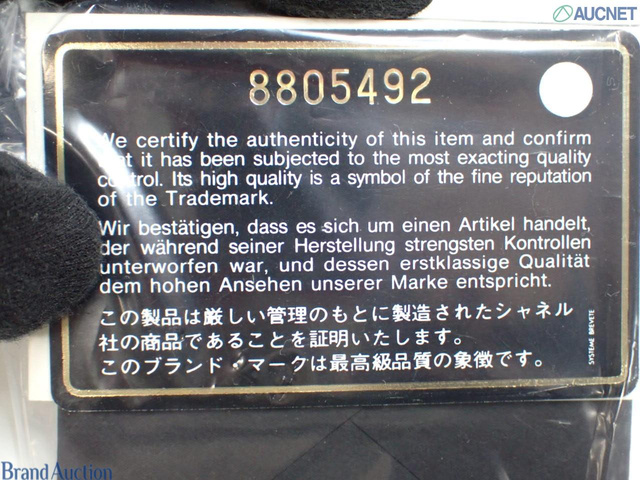 AUCNET
8805492
We certify the authenticity of this item and confirm
that it has been subjected to the most exacting quality
control. Its high quality is a symbol of the fine reputation
of the Trademark.
Wir bestätigen, dass es sich um einen Artikel handelt,
der während seiner Herstellung strengsten Kontrollen
unterworfen war, und dessen erstklassige Qualität
dem hohen Ansehen unserer Marke entspricht.
この製品は厳しい管理のもとに製造されたシャネル
社の商品であることを証明いたします。
このブランド・マークは最高級品質の象徴です。
SYSTEME BREVETE
Brand Auction